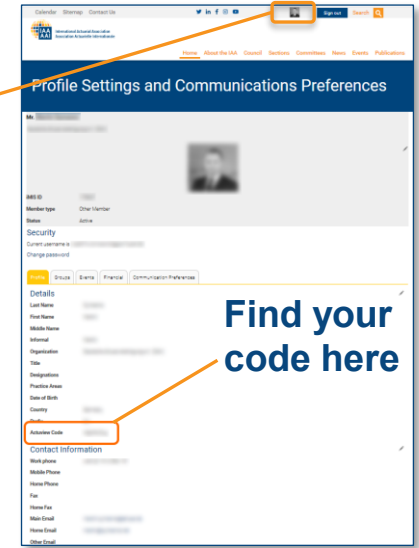 Calendar Sitemap Contact Us
Sign out Search
IAA
AAI
International Actuarial Association
Association Actuarielle Internationale
Home About the IAA Council Sections Committees News Events Publications
Profile Settings and Communications Preferences
Mr.
Member type Other Member
Status Active
Security
Current username is
Change password
Profile Groups Events Financial Communication Preferences
Details
Last Name
First Name
Middle Name
Informal
Organization
Title
Designations
Practice Areas
Date of Birth
Country
Actuview Code
Find your
code here
Contact Information
Work phone
Mobile Phone
Home Phone
Fax
Home Fax
Main Email
Home Email
Other Email